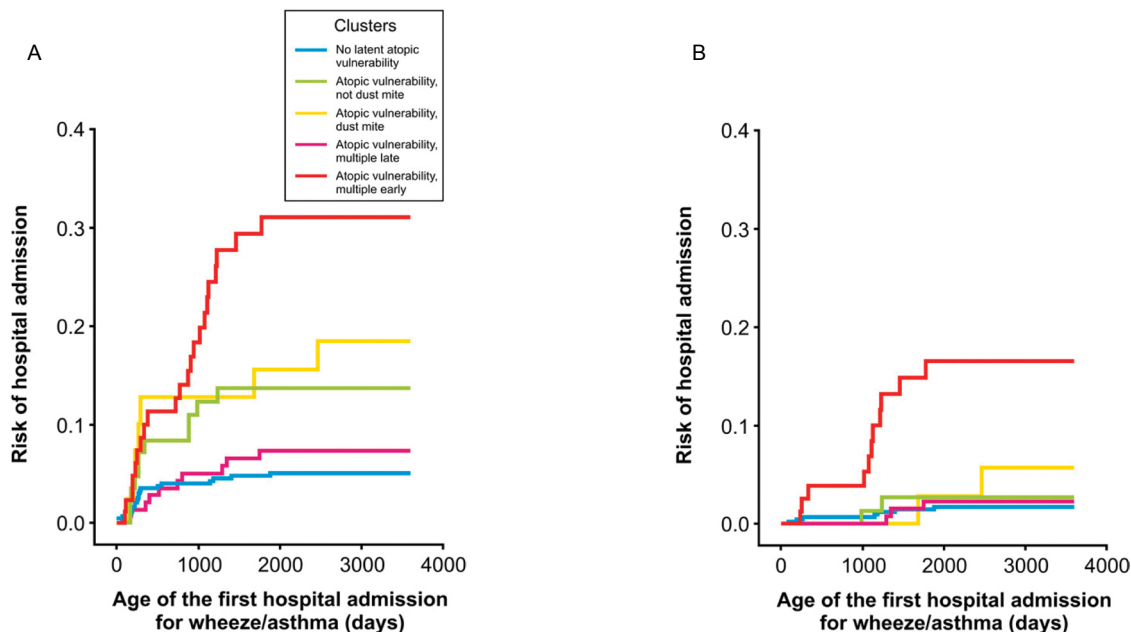 A
Clusters
No latent atopic
vulnerability
Atopic vulnerability,
not dust mite
Atopic vulnerability,
dust mite
Atopic vulnerability,
multiple late
Atopic vulnerability,
multiple early
Risk of hospital admission
0.4
0.3
0.2
0.1
0.0
0 1000 2000 3000 4000
Age of the first hospital admission
for wheeze/asthma (days)
B
Risk of hospital admission
0.4
0.3
0.2
0.1
0.0
0 1000 2000 3000 4000
Age of the first hospital admission
for wheeze/asthma (days)